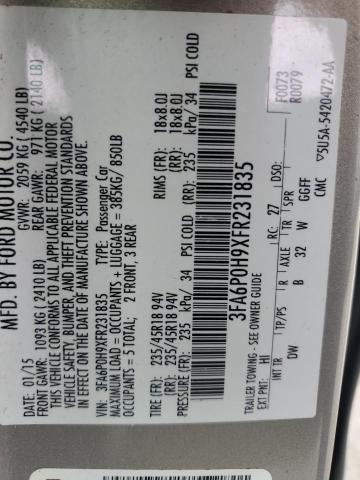 MFD. BY FORD MOTOR CO.
01/15 GVWR: 2059 KG ( 4540 LB)
FRONT GAWR: 1093 KG ( 2410 LB) REAR GAWR: 971 KG ( 2140 LB)
THIS VEHICLE CONFORMS TO ALL APPLICABLE FEDERAL MOTOR
VEHICLE SAFETY, BUMPER, AND THEFT PREVENTION STANDARDS
IN EFFECT ON THE DATE OF MANUFACTURE SHOWN ABOVE.
VIN: 3FA6P0H9XFR231835 TYPE: Passenger Car
MAXIMUM LOAD = OCCUPANTS + LUGGAGE = 385KG/ 850LB
OCCUPANTS = 5 TOTAL: 2 FRONT, 3 REAR
TIRE (FR): 235/45R18 94V RIMS (FR): 18x8.0J
TIRE (RR): 235/45R18 94V RIMS (RR): 18x8.0J
PRESSURE (FR): 235 kPa/ 34 PSI COLD (RR): 235 kPa/ 34 PSI COLD
3FA6P0H9XFR231835
TRAILER TOWING - SEE OWNER GUIDE F0073
EXT PNT: HI RC: 27 DSO: R0079
INT TR TP/PS R AXLE TR SPR
DW B 32 W GGFF
CMC ▽5U5A-5420472-AA